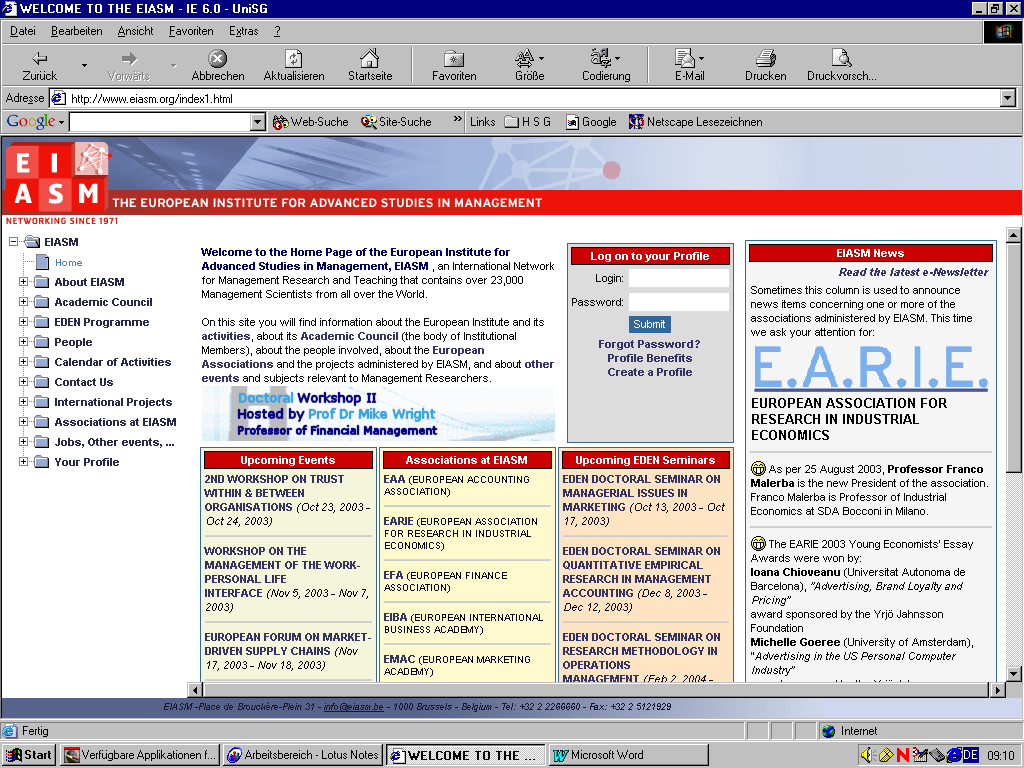 WELCOME TO THE EIASM - IE 6.0 - UniSG
Datei Bearbeiten Ansicht Favoriten Extras ?
Zurück Vorwärts Abbrechen Aktualisieren Startseite Favoriten Größe Codierung E-Mail Drucken Druckvorsch...
Adresse http://www.eiasm.org/index1.html
Google Web-Suche Site-Suche » Links H S G Google Netscape Lesezeichnen
EI
ASM
THE EUROPEAN INSTITUTE FOR ADVANCED STUDIES IN MANAGEMENT
NETWORKING SINCE 1971
EIASM
Home
About EIASM
Academic Council
EDEN Programme
People
Calendar of Activities
Contact Us
International Projects
Associations at EIASM
Jobs, Other events, ...
Your Profile
Welcome to the Home Page of the European Institute for
Advanced Studies in Management, EIASM , an International Network
for Management Research and Teaching that contains over 23,000
Management Scientists from all over the World.
On this site you will find information about the European Institute and its
activities, about its Academic Council (the body of Institutional
Members), about the people involved, about the European
Associations and the projects administered by EIASM, and about other
events and subjects relevant to Management Researchers.
Doctoral Workshop II
Hosted by Prof Dr Mike Wright
Professor of Financial Management
Log on to your Profile
Login:
Password:
Submit
Forgot Password?
Profile Benefits
Create a Profile
Upcoming Events
2ND WORKSHOP ON TRUST
WITHIN & BETWEEN
ORGANISATIONS (Oct 23, 2003 -
Oct 24, 2003)
WORKSHOP ON THE
MANAGEMENT OF THE WORK-
PERSONAL LIFE
INTERFACE (Nov 5, 2003 - Nov 7,
2003)
EUROPEAN FORUM ON MARKET-
DRIVEN SUPPLY CHAINS (Nov
17, 2003 - Nov 18, 2003)
Associations at EIASM
EAA (EUROPEAN ACCOUNTING
ASSOCIATION)
EARIE (EUROPEAN ASSOCIATION
FOR RESEARCH IN INDUSTRIAL
ECONOMICS)
EFA (EUROPEAN FINANCE
ASSOCIATION)
EIBA (EUROPEAN INTERNATIONAL
BUSINESS ACADEMY)
EMAC (EUROPEAN MARKETING
ACADEMY)
Upcoming EDEN Seminars
EDEN DOCTORAL SEMINAR ON
MANAGERIAL ISSUES IN
MARKETING (Oct 13, 2003 - Oct
17, 2003)
EDEN DOCTORAL SEMINAR ON
QUANTITATIVE EMPIRICAL
RESEARCH IN MANAGEMENT
ACCOUNTING (Dec 8, 2003 -
Dec 12, 2003)
EDEN DOCTORAL SEMINAR ON
RESEARCH METHODOLOGY IN
OPERATIONS
MANAGEMENT (Feb 2, 2004 -
EIASM News
Read the latest e-Newsletter
Sometimes this column is used to announce
news items concerning one or more of the
associations administered by EIASM. This time
we ask your attention for:
E.A.R.I.E.
EUROPEAN ASSOCIATION FOR
RESEARCH IN INDUSTRIAL
ECONOMICS
As per 25 August 2003, Professor Franco
Malerba is the new President of the association.
Franco Malerba is Professor of Industrial
Economics at SDA Bocconi in Milano.
The EARIE 2003 Young Economists' Essay
Awards were won by:
Ioana Chioveanu (Universitat Autonoma de
Barcelona), "Advertising, Brand Loyalty and
Pricing"
award sponsored by the Yrjö Jahnsson
Foundation
Michelle Goeree (University of Amsterdam),
"Advertising in the US Personal Computer
Industry"
EIASM -Place de Brouckère-Plein 31 - info@eiasm.be - 1000 Brussels - Belgium - Tel: +32 2 2266660 - Fax: +32 2 5121929
Fertig Internet
Start Verfügbare Applikationen f... Arbeitsbereich - Lotus Notes WELCOME TO THE ... Microsoft Word DE 09:10